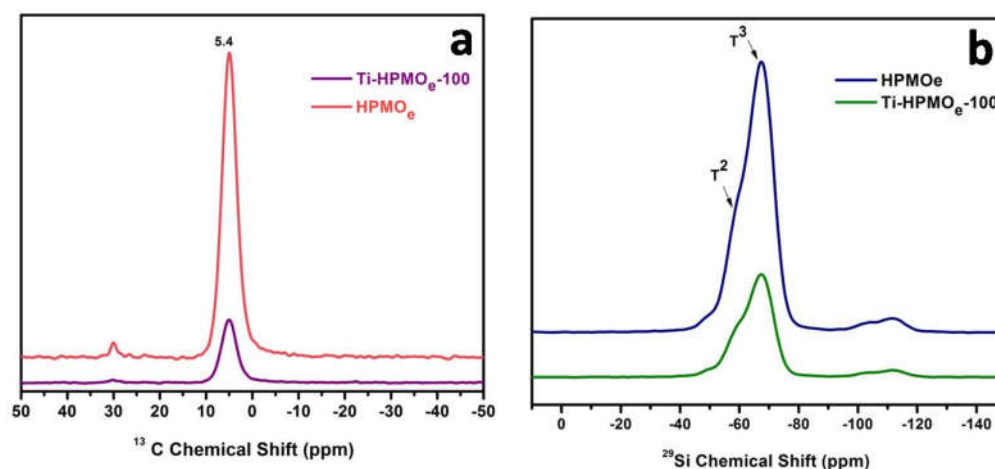 5.4
a
Ti-HPMOₑ-100
HPMOₑ
50 40 30 20 10 0 -10 -20 -30 -40 -50
¹³ C Chemical Shift (ppm)
b
T³
T²
HPMOe
Ti-HPMOₑ-100
0 -20 -40 -60 -80 -100 -120 -140
²⁹Si Chemical Shift (ppm)